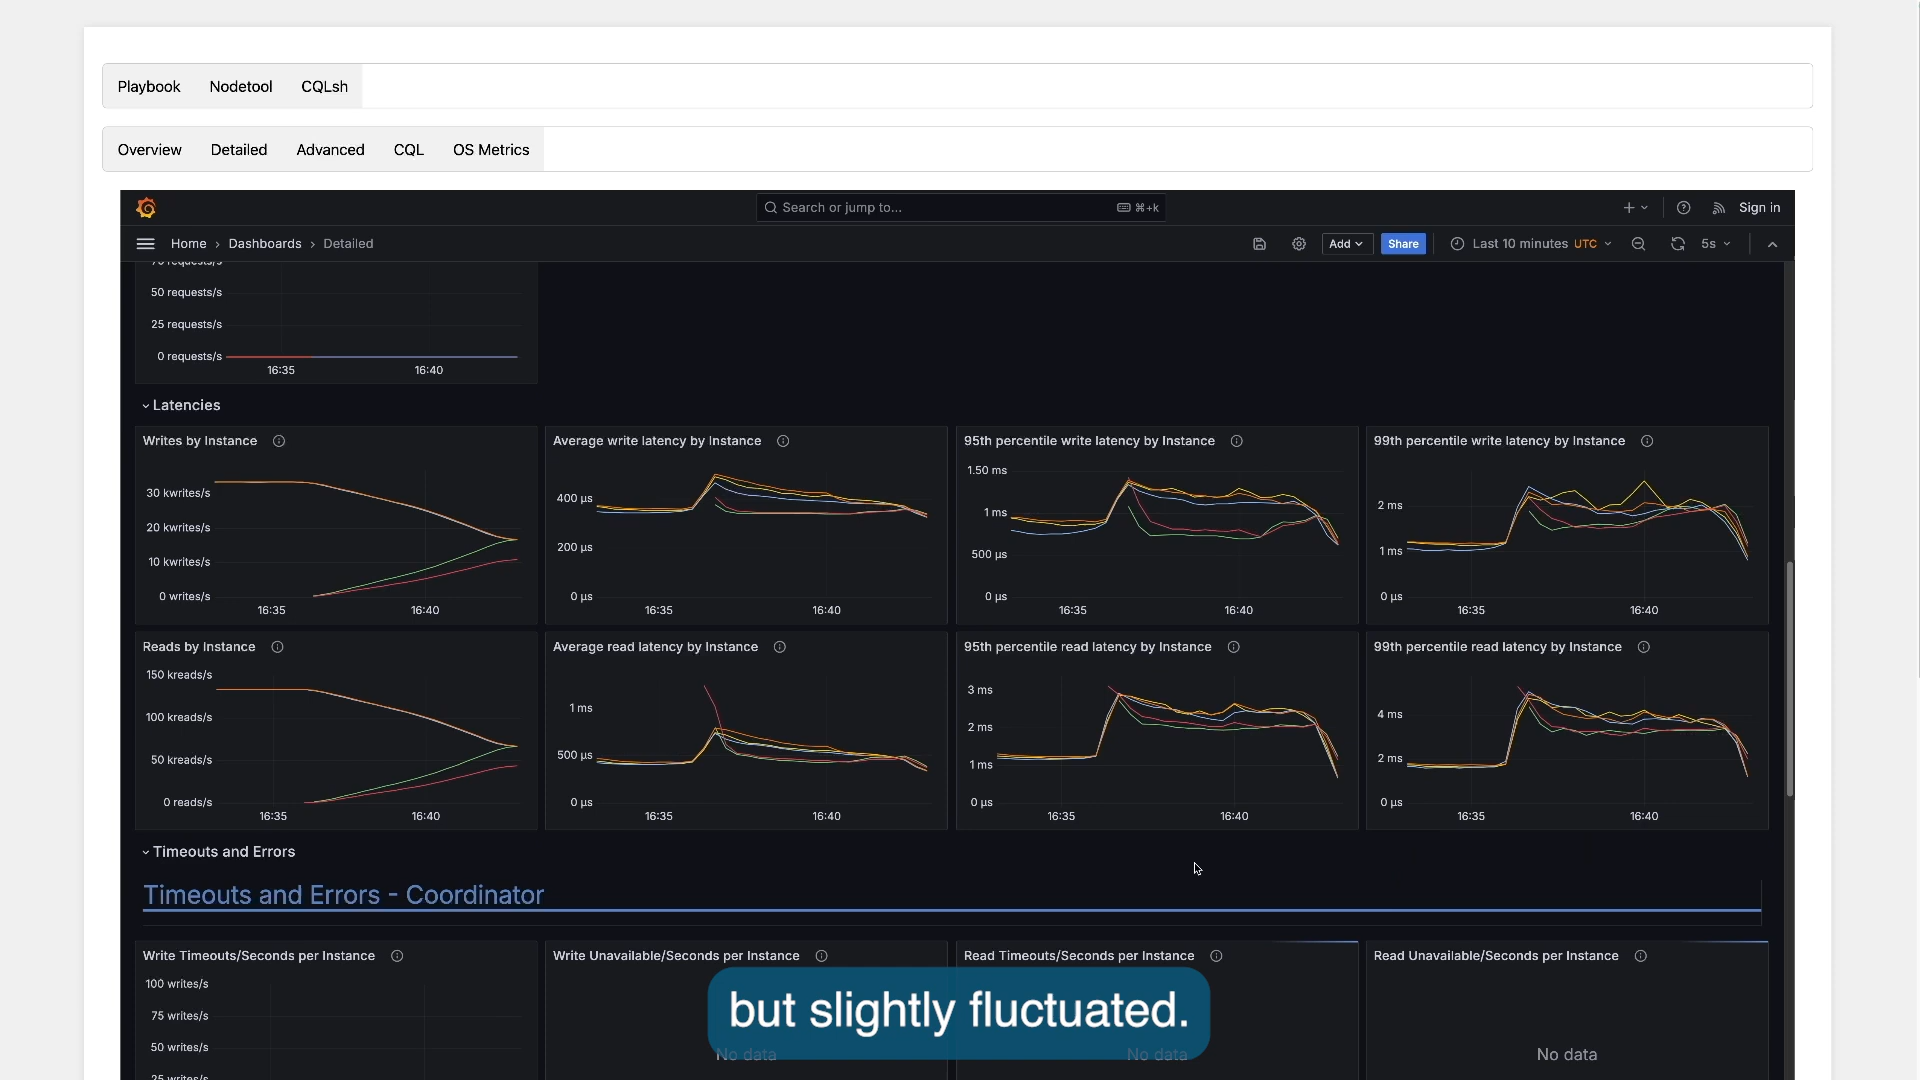 Playbook Nodetool CQLsh
Overview Detailed Advanced CQL OS Metrics
Search or jump to... ⌘+k Sign in
Home › Dashboards › Detailed Add Share Last 10 minutes UTC 5s
70 requests/s
50 requests/s
25 requests/s
0 requests/s
16:35 16:40
Latencies
Writes by Instance
30 kwrites/s
20 kwrites/s
10 kwrites/s
0 writes/s
16:35 16:40
Average write latency by Instance
400 µs
200 µs
0 µs
16:35 16:40
95th percentile write latency by Instance
1.50 ms
1 ms
500 µs
0 µs
16:35 16:40
99th percentile write latency by Instance
2 ms
1 ms
0 µs
16:35 16:40
Reads by Instance
150 kreads/s
100 kreads/s
50 kreads/s
0 reads/s
16:35 16:40
Average read latency by Instance
1 ms
500 µs
0 µs
16:35 16:40
95th percentile read latency by Instance
3 ms
2 ms
1 ms
0 µs
16:35 16:40
99th percentile read latency by Instance
4 ms
2 ms
0 µs
16:35 16:40
Timeouts and Errors
Timeouts and Errors - Coordinator
Write Timeouts/Seconds per Instance
100 writes/s
75 writes/s
50 writes/s
25 writes/s
Write Unavailable/Seconds per Instance
No data
Read Timeouts/Seconds per Instance
No data
Read Unavailable/Seconds per Instance
No data
but slightly fluctuated.